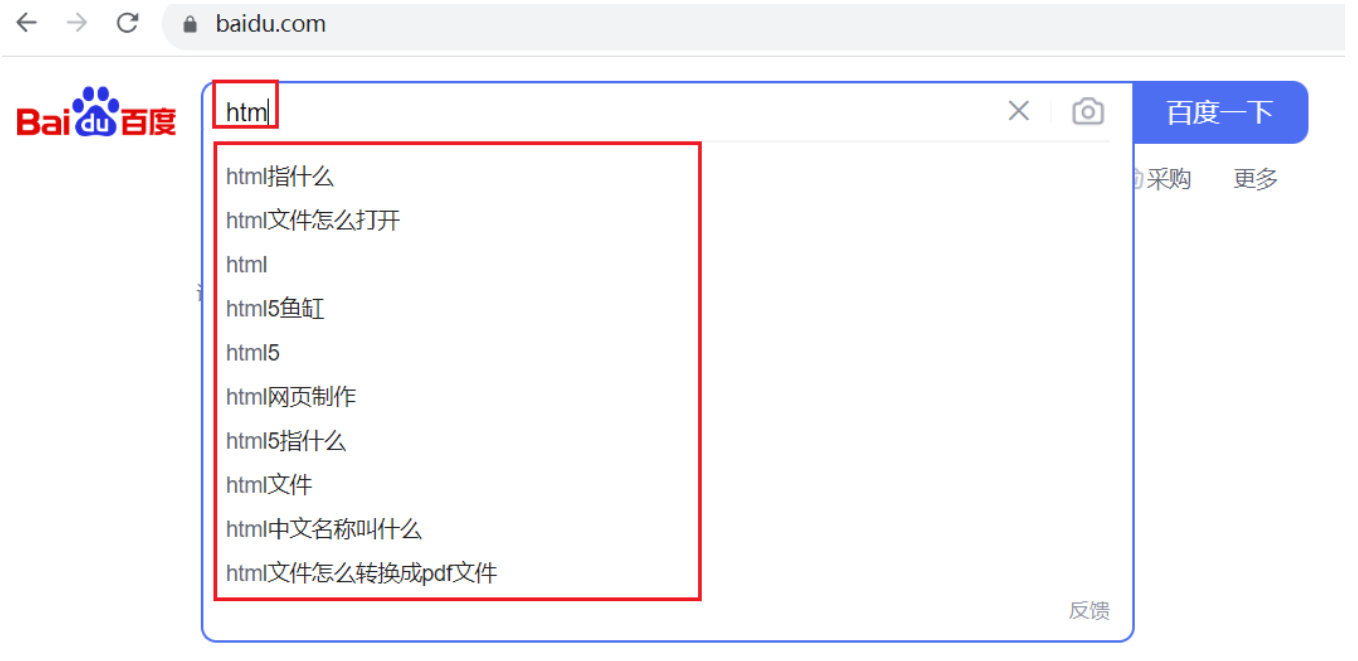 baidu.com
Bai du 百度
htm
百度一下
采购 更多
html指什么
html文件怎么打开
html
html5鱼缸
html5
html网页制作
html5指什么
html文件
html中文名称叫什么
html文件怎么转换成pdf文件
反馈